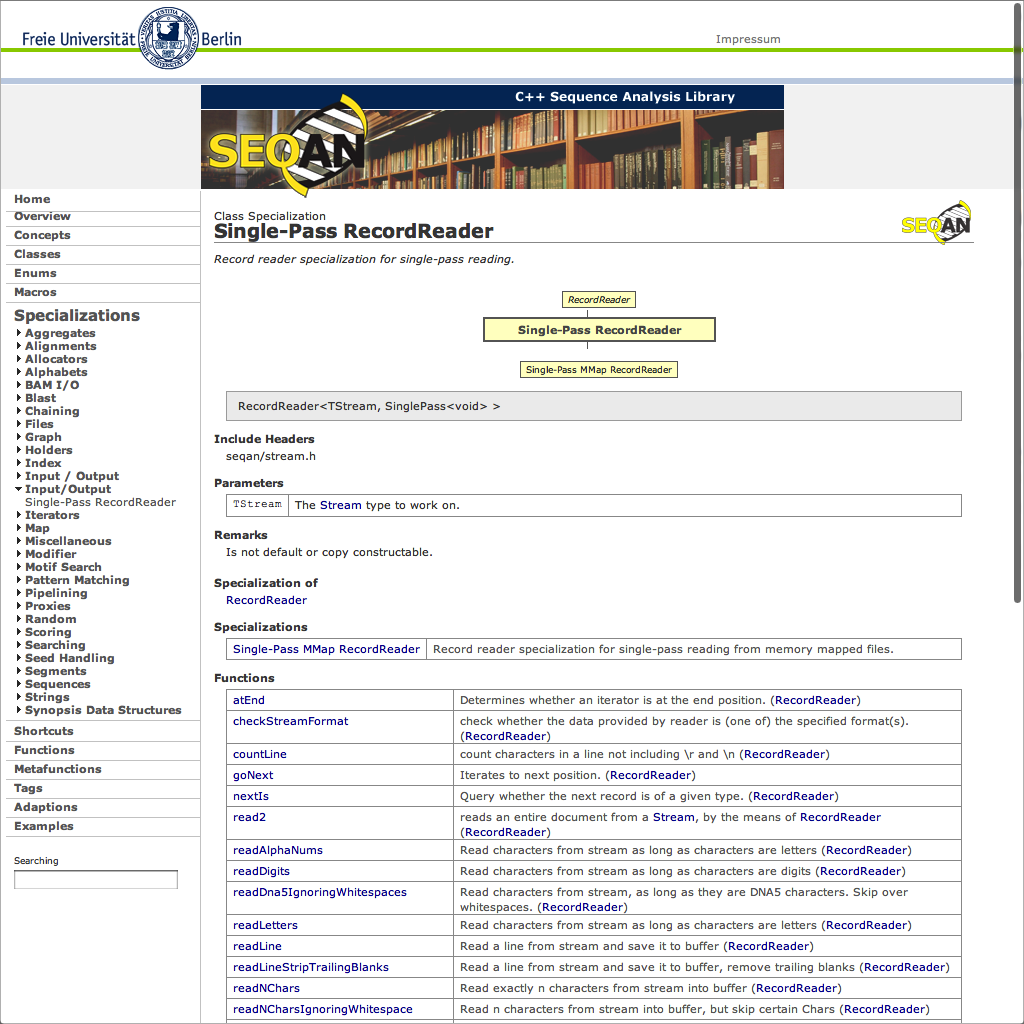 Freie Universität Berlin
Impressum
C++ Sequence Analysis Library
SEQAN
Home
Overview
Concepts
Classes
Enums
Macros
Specializations
Aggregates
Alignments
Allocators
Alphabets
BAM I/O
Blast
Chaining
Files
Graph
Holders
Index
Input / Output
Input/Output
Single-Pass RecordReader
Iterators
Map
Miscellaneous
Modifier
Motif Search
Pattern Matching
Pipelining
Proxies
Random
Scoring
Searching
Seed Handling
Segments
Sequences
Strings
Synopsis Data Structures
Shortcuts
Functions
Metafunctions
Tags
Adaptions
Examples
Searching
Class Specialization
Single-Pass RecordReader
SEQAN
Record reader specialization for single-pass reading.
RecordReader
Single-Pass RecordReader
Single-Pass MMap RecordReader
RecordReader<TStream, SinglePass<void> >
Include Headers
seqan/stream.h
Parameters
TStream The Stream type to work on.
Remarks
Is not default or copy constructable.
Specialization of
RecordReader
Specializations
Single-Pass MMap RecordReader Record reader specialization for single-pass reading from memory mapped files.
Functions
atEnd Determines whether an iterator is at the end position. (RecordReader)
checkStreamFormat check whether the data provided by reader is (one of) the specified format(s).
(RecordReader)
countLine count characters in a line not including \r and \n (RecordReader)
goNext Iterates to next position. (RecordReader)
nextIs Query whether the next record is of a given type. (RecordReader)
read2 reads an entire document from a Stream, by the means of RecordReader
(RecordReader)
readAlphaNums Read characters from stream as long as characters are letters (RecordReader)
readDigits Read characters from stream as long as characters are digits (RecordReader)
readDna5IgnoringWhitespaces Read characters from stream, as long as they are DNA5 characters. Skip over
whitespaces. (RecordReader)
readLetters Read characters from stream as long as characters are letters (RecordReader)
readLine Read a line from stream and save it to buffer (RecordReader)
readLineStripTrailingBlanks Read a line from stream and save it to buffer, remove trailing blanks (RecordReader)
readNChars Read exactly n characters from stream into buffer (RecordReader)
readNCharsIgnoringWhitespace Read n characters from stream into buffer, but skip certain Chars (RecordReader)